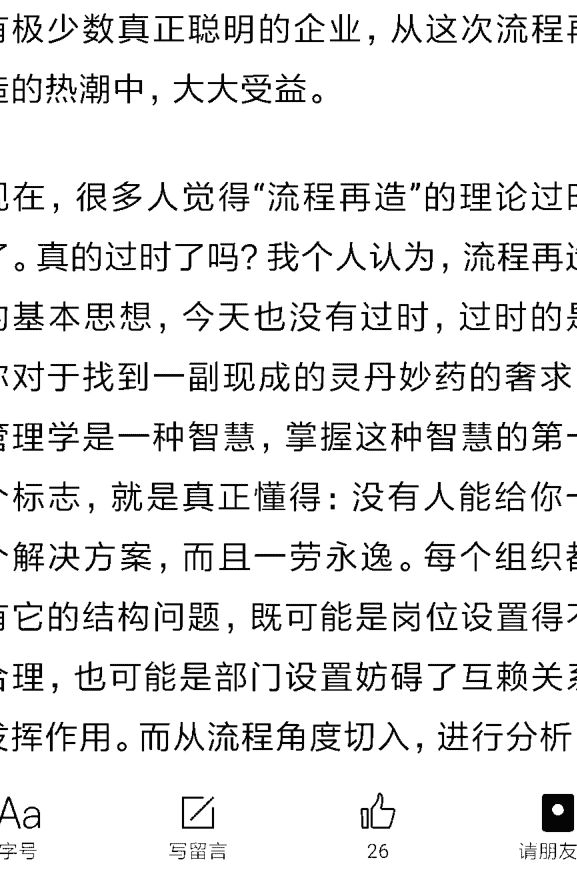 有极少数真正聪明的企业，从这次流程再
造的热潮中，大大受益。
现在，很多人觉得“流程再造”的理论过时
了。真的过时了吗？我个人认为，流程再造
的基本思想，今天也没有过时，过时的是
你对于找到一副现成的灵丹妙药的奢求
管理学是一种智慧，掌握这种智慧的第一
个标志，就是真正懂得：没有人能给你一
个解决方案，而且一劳永逸。每个组织都
有它的结构问题，既可能是岗位设置得不
合理，也可能是部门设置妨碍了互赖关系
发挥作用。而从流程角度切入，进行分析
Aa
字号 写留言 26 请朋友